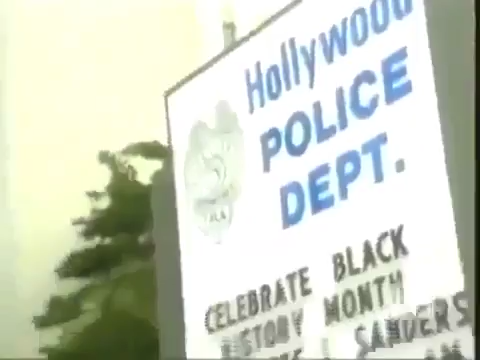 Hollywood
POLICE
DEPT.
CELEBRATE BLACK
HISTORY MONTH
SANDERS